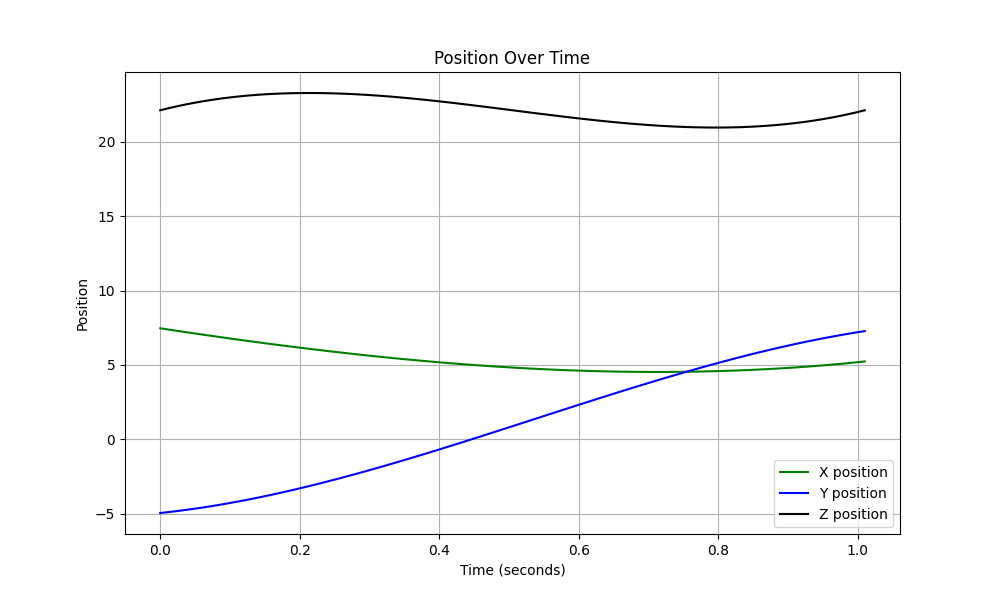 Position Over Time
Position
20
15
10
5
0
−5
0.0 0.2 0.4 0.6 0.8 1.0
Time (seconds)
X position
Y position
Z position